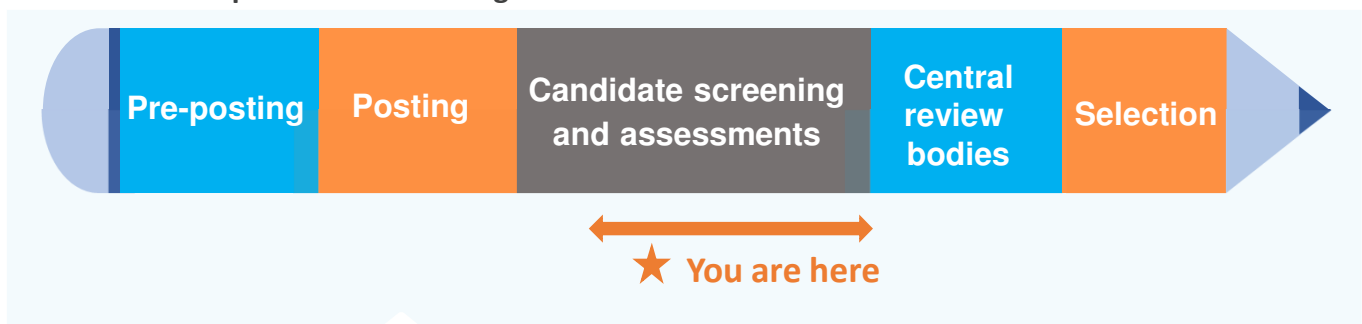 Pre-posting
Posting
Candidate screening
and assessments
Central
review
bodies
Selection
You are here